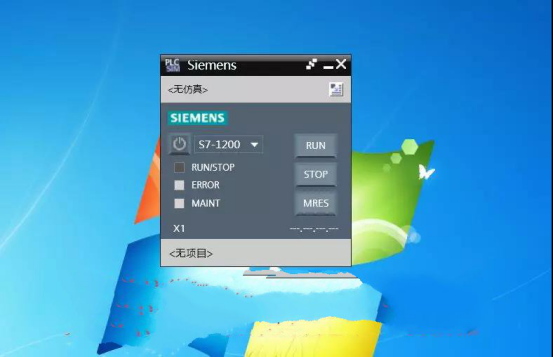 PLC SIM Siemens
<无仿真>
SIEMENS
S7-1200 RUN
RUN/STOP
STOP
ERROR
MAINT MRES
X1 ---.---.---.---
<无项目>